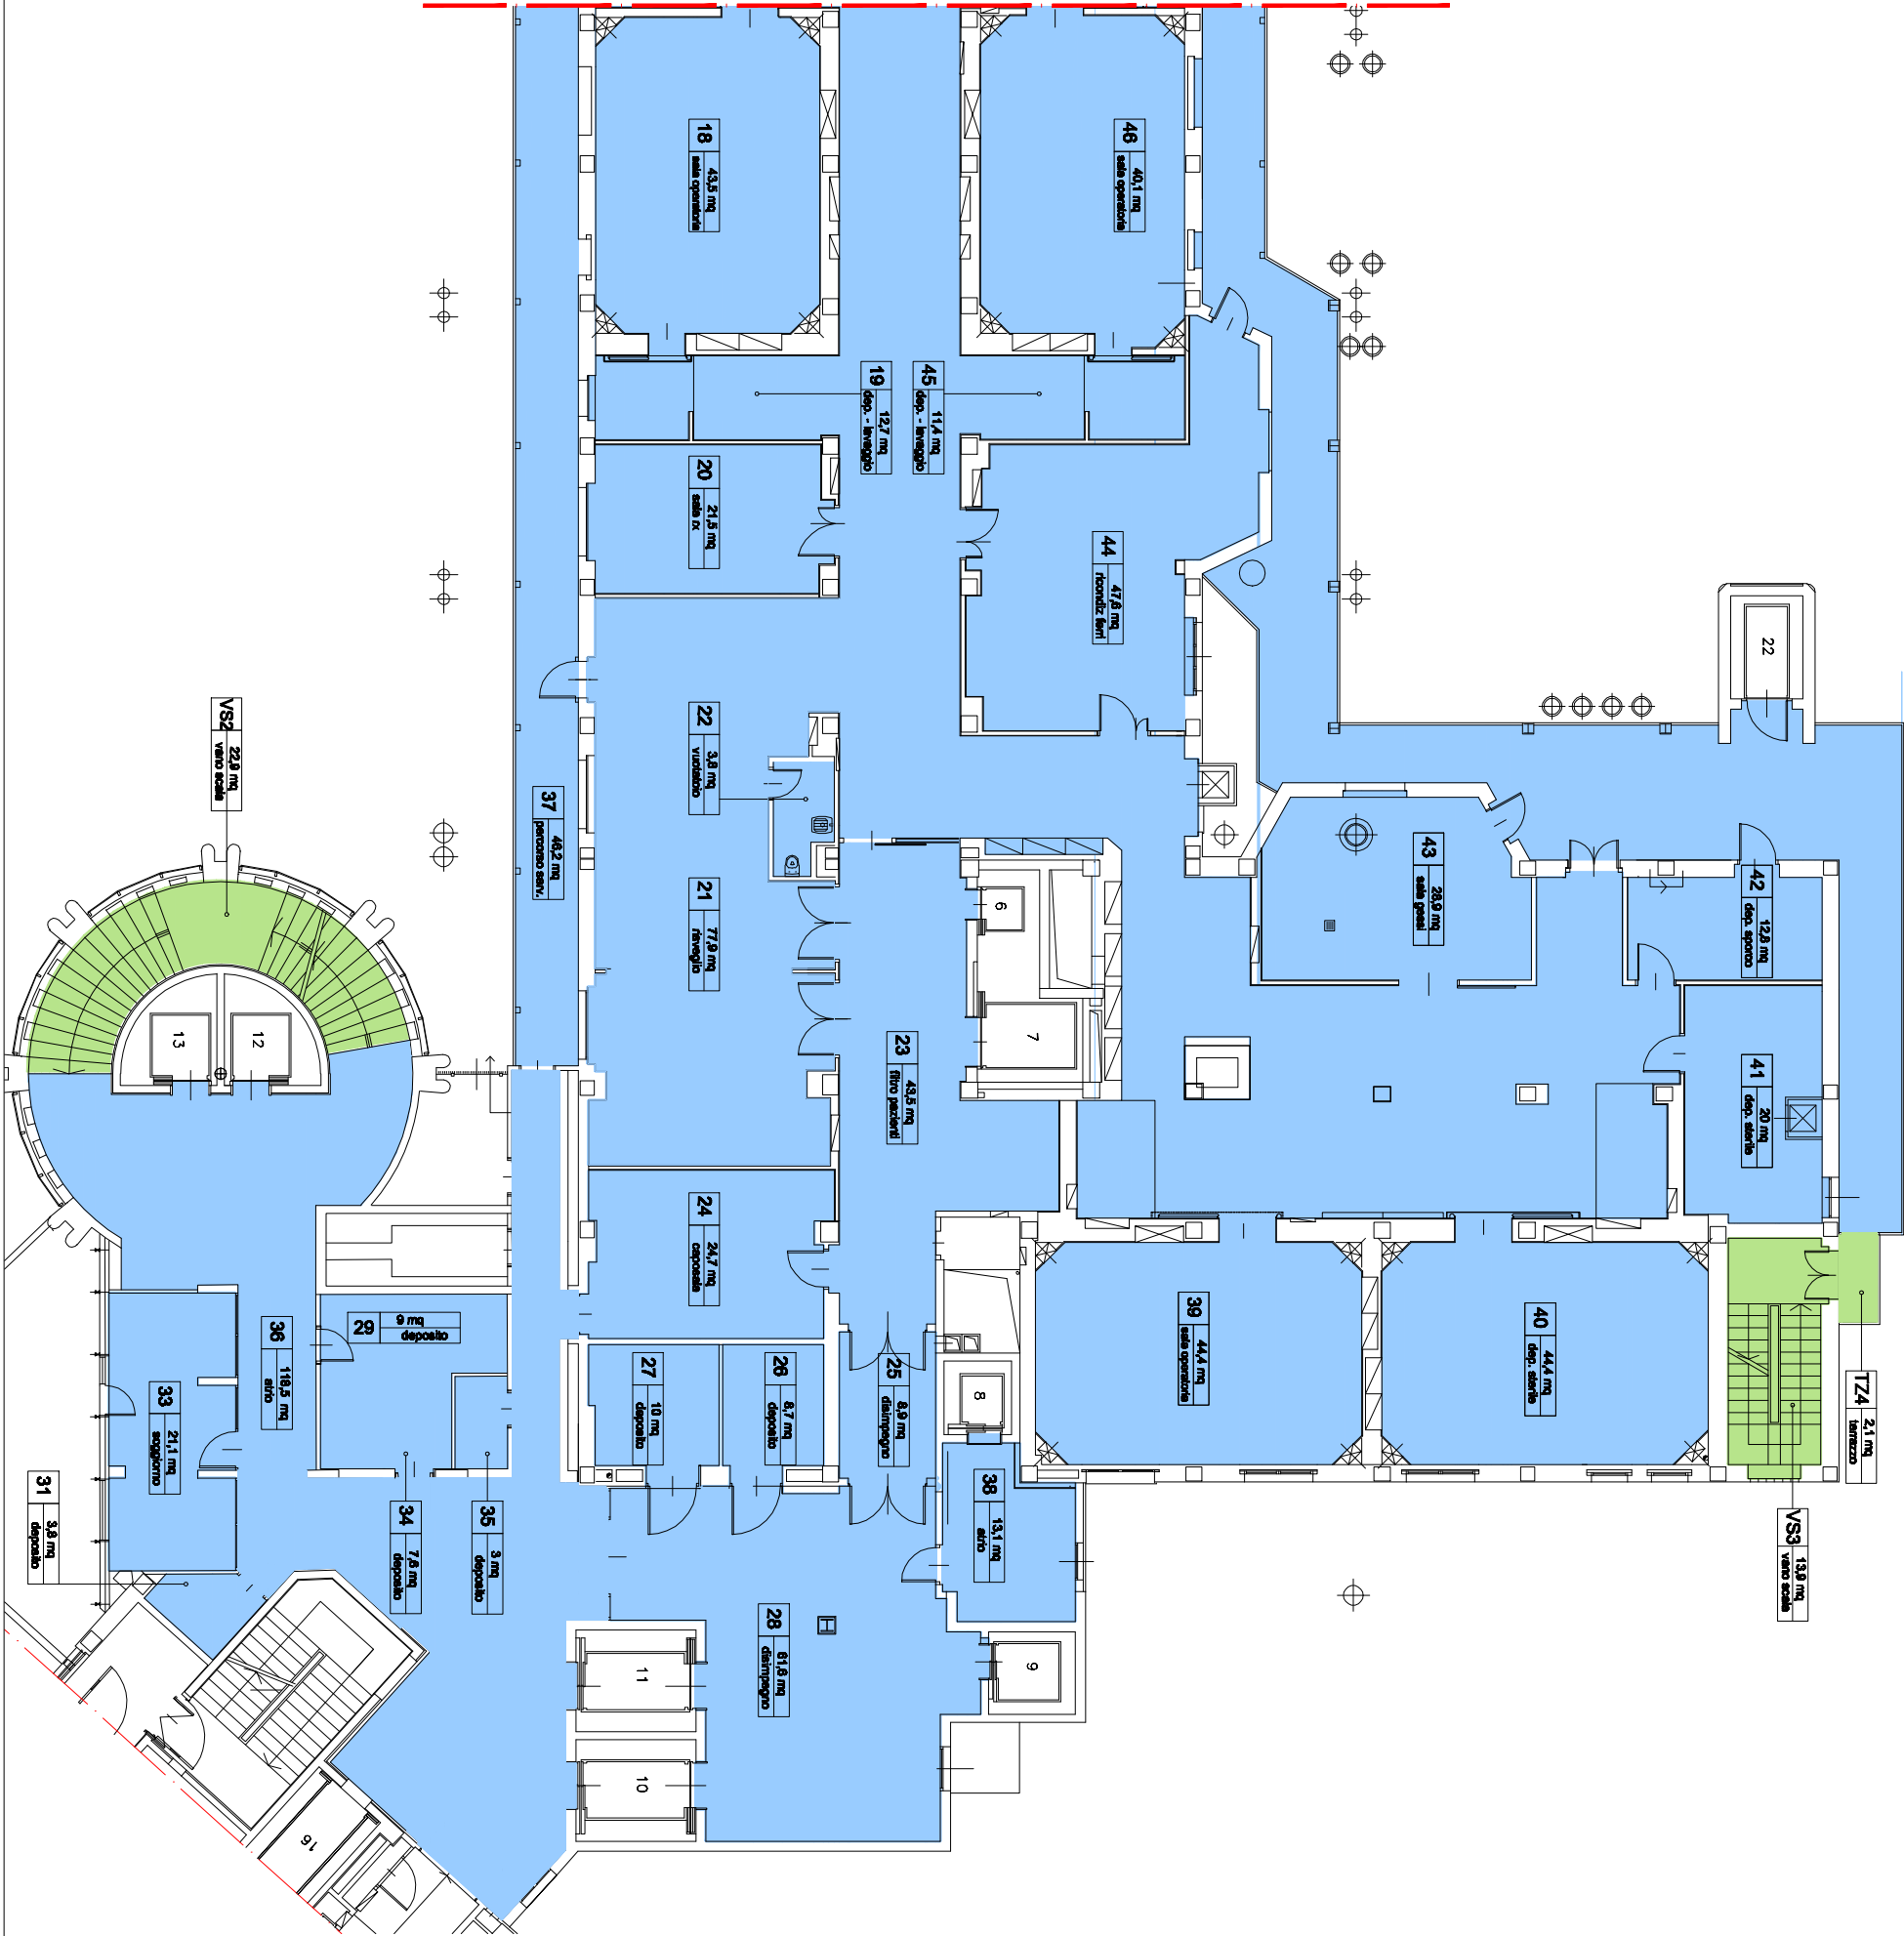 18
43,5 mq
sala operatoria
46
40,1 mq
sala operatoria
19
12,7 mq
dep. - lavaggio
45
11,4 mq
dep. - lavaggio
20
21,5 mq
sala rx
44
47,6 mq
ricondiz ferri
22
VS2
22,9 mq
vano scala
22
3,8 mq
vuotatoio
37
46,2 mq
percorso serv.
21
77,9 mq
risveglio
6
7
43
28,9 mq
sala gessi
42
12,8 mq
dep. sporco
41
20 mq
dep. sterile
13
12
23
43,5 mq
filtro pazienti
24
24,7 mq
caposala
36
118,5 mq
atrio
29
9 mq
deposito
27
10 mq
deposito
26
8,7 mq
deposito
25
8,9 mq
disimpegno
8
39
44,4 mq
sala operatoria
40
44,4 mq
dep. sterile
TZ4
2,1 mq
terrazzo
33
21,1 mq
soggiorno
31
3,8 mq
deposito
34
7,6 mq
deposito
35
3 mq
deposito
38
13,1 mq
atrio
VS3
13,9 mq
vano scala
28
61,6 mq
disimpegno
H
11
9
10
16